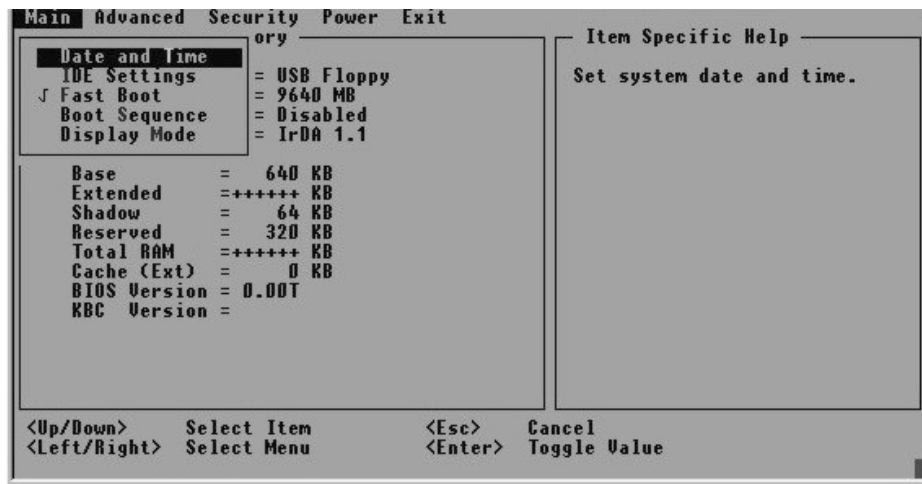 Main Advanced Security Power Exit
ory
Item Specific Help
Date and Time
Set system date and time.
IDE Settings = USB Floppy
√ Fast Boot = 9640 MB
Boot Sequence = Disabled
Display Mode = IrDA 1.1
Base = 640 KB
Extended =++++++ KB
Shadow = 64 KB
Reserved = 320 KB
Total RAM =++++++ KB
Cache (Ext) = 0 KB
BIOS Version = 0.00T
KBC Version =
<Up/Down> Select Item <Esc> Cancel
<Left/Right> Select Menu <Enter> Toggle Value